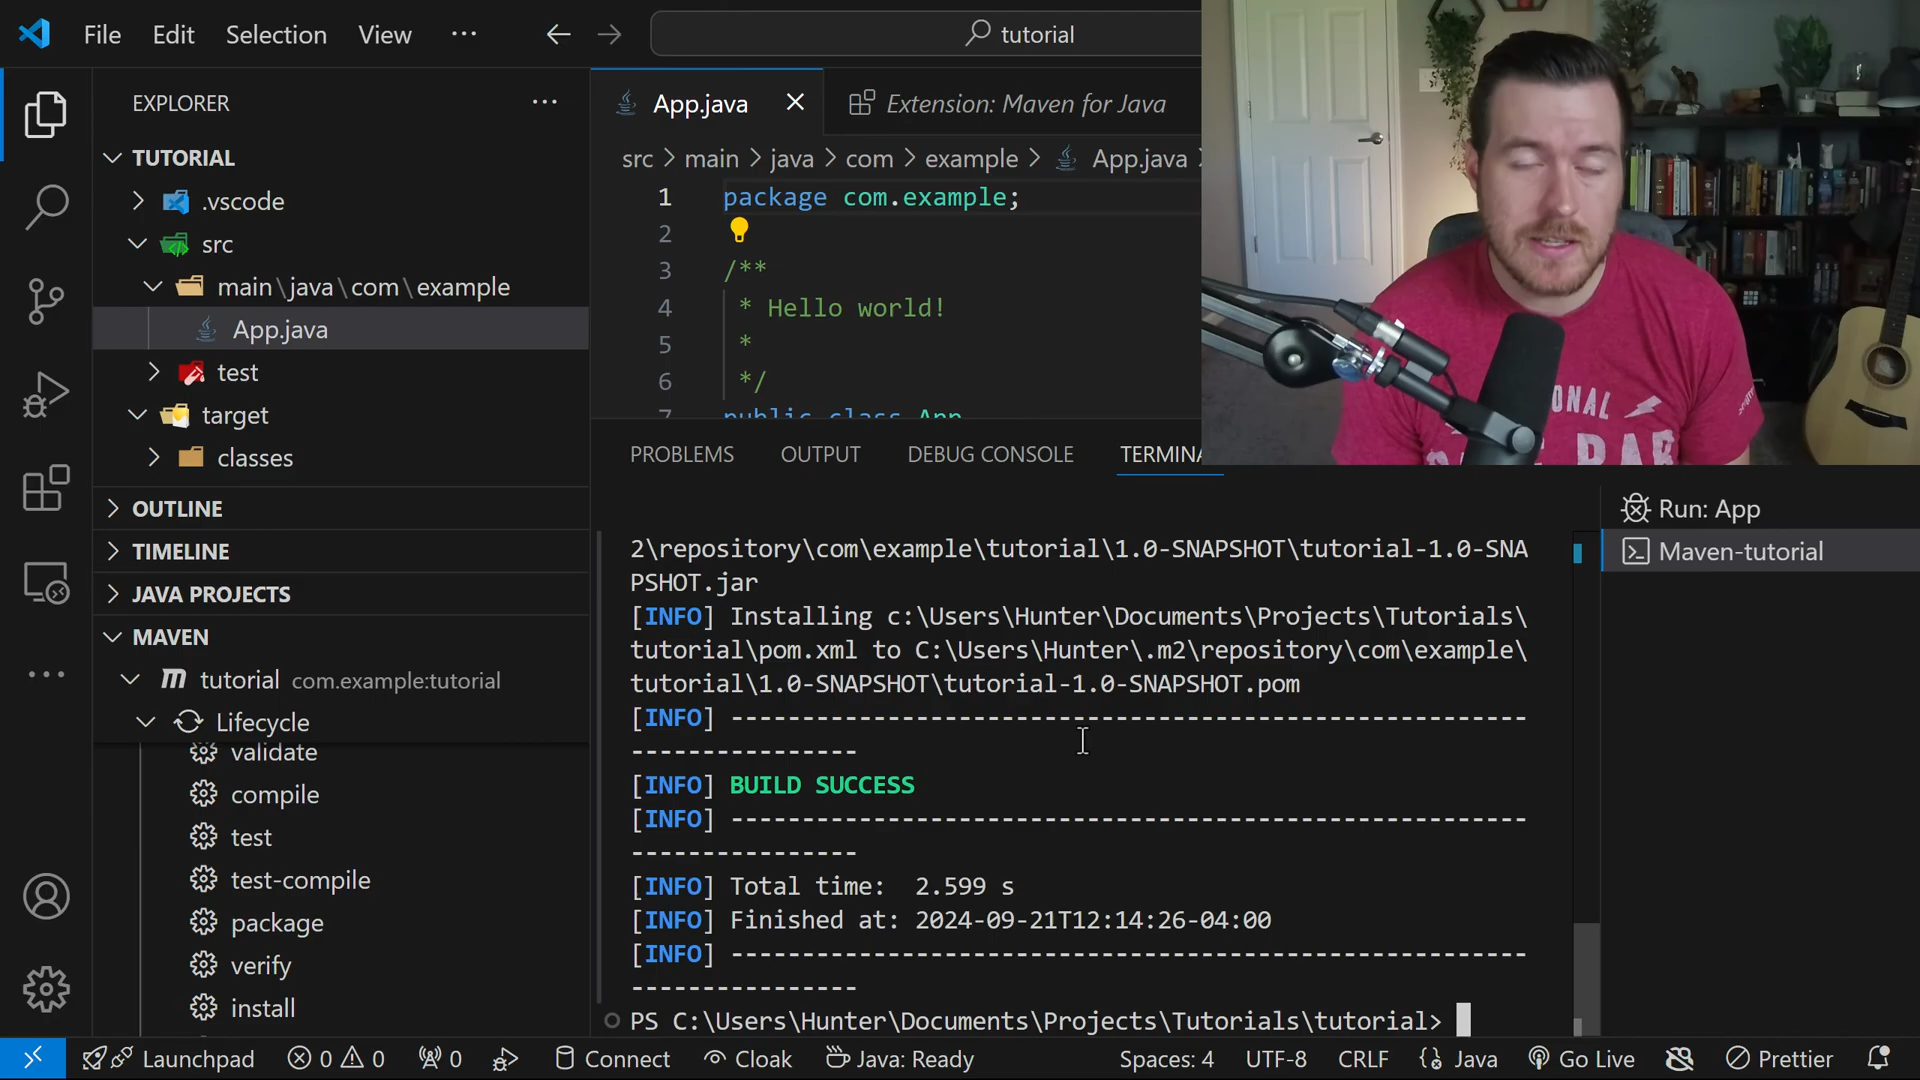 File Edit Selection View ··· tutorial
EXPLORER
TUTORIAL
.vscode
src
main\java\com\example
App.java
test
target
classes
OUTLINE
TIMELINE
JAVA PROJECTS
MAVEN
tutorial com.example:tutorial
Lifecycle
validate
compile
test
test-compile
package
verify
install
App.java Extension: Maven for Java
src > main > java > com > example > App.java
1 package com.example;
2
3 /**
4 * Hello world!
5 *
6 */
7 public class App
PROBLEMS OUTPUT DEBUG CONSOLE TERMINA
2\repository\com\example\tutorial\1.0-SNAPSHOT\tutorial-1.0-SNA
PSHOT.jar
[INFO] Installing c:\Users\Hunter\Documents\Projects\Tutorials\
tutorial\pom.xml to C:\Users\Hunter\.m2\repository\com\example\
tutorial\1.0-SNAPSHOT\tutorial-1.0-SNAPSHOT.pom
[INFO] --------------------------------------------------------
----------------
[INFO] BUILD SUCCESS
[INFO] --------------------------------------------------------
----------------
[INFO] Total time:  2.599 s
[INFO] Finished at: 2024-09-21T12:14:26-04:00
[INFO] --------------------------------------------------------
----------------
PS C:\Users\Hunter\Documents\Projects\Tutorials\tutorial>
Run: App
Maven-tutorial
ONAL
Launchpad 0 0 0 Connect Cloak Java: Ready Spaces: 4 UTF-8 CRLF Java Go Live Prettier